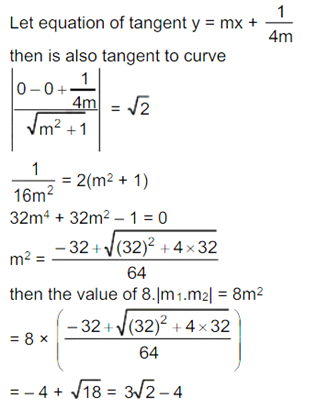 Let equation of tangent y = mx + 1/4m
then is also tangent to curve
|(0 – 0 + 1/4m)/√(m² + 1)| = √2
1/16m² = 2(m² + 1)
32m⁴ + 32m² – 1 = 0
m² = (– 32 + √((32)² + 4 × 32))/64
then the value of 8.|m₁.m₂| = 8m²
= 8 × ((– 32 + √((32)² + 4 × 32))/64)
= – 4 + √18 = 3√2 – 4